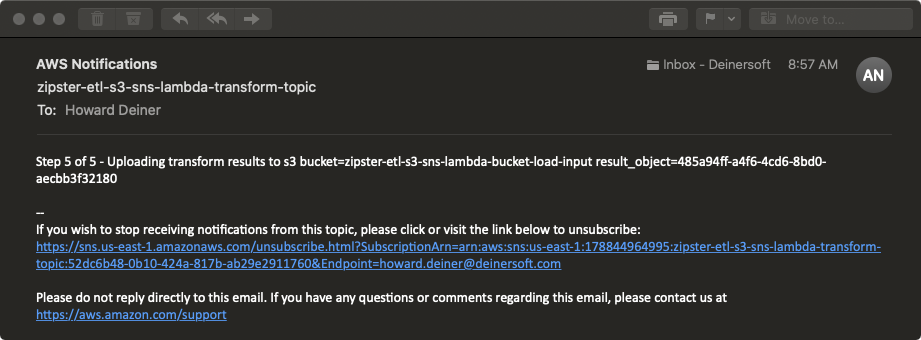 Move to...
AWS Notifications
Inbox - Deinersoft
8:57 AM
AN
zipster-etl-s3-sns-lambda-transform-topic
To: Howard Deiner
Step 5 of 5 - Uploading transform results to s3 bucket=zipster-etl-s3-sns-lambda-bucket-load-input result_object=485a94ff-a4f6-4cd6-8bd0-
aecbb3f32180
--
If you wish to stop receiving notifications from this topic, please click or visit the link below to unsubscribe:
https://sns.us-east-1.amazonaws.com/unsubscribe.html?SubscriptionArn=arn:aws:sns:us-east-1:178844964995:zipster-etl-s3-sns-lambda-transform-
topic:52dc6b48-0b10-424a-817b-ab29e2911760&Endpoint=howard.deiner@deinersoft.com
Please do not reply directly to this email. If you have any questions or comments regarding this email, please contact us at
https://aws.amazon.com/support